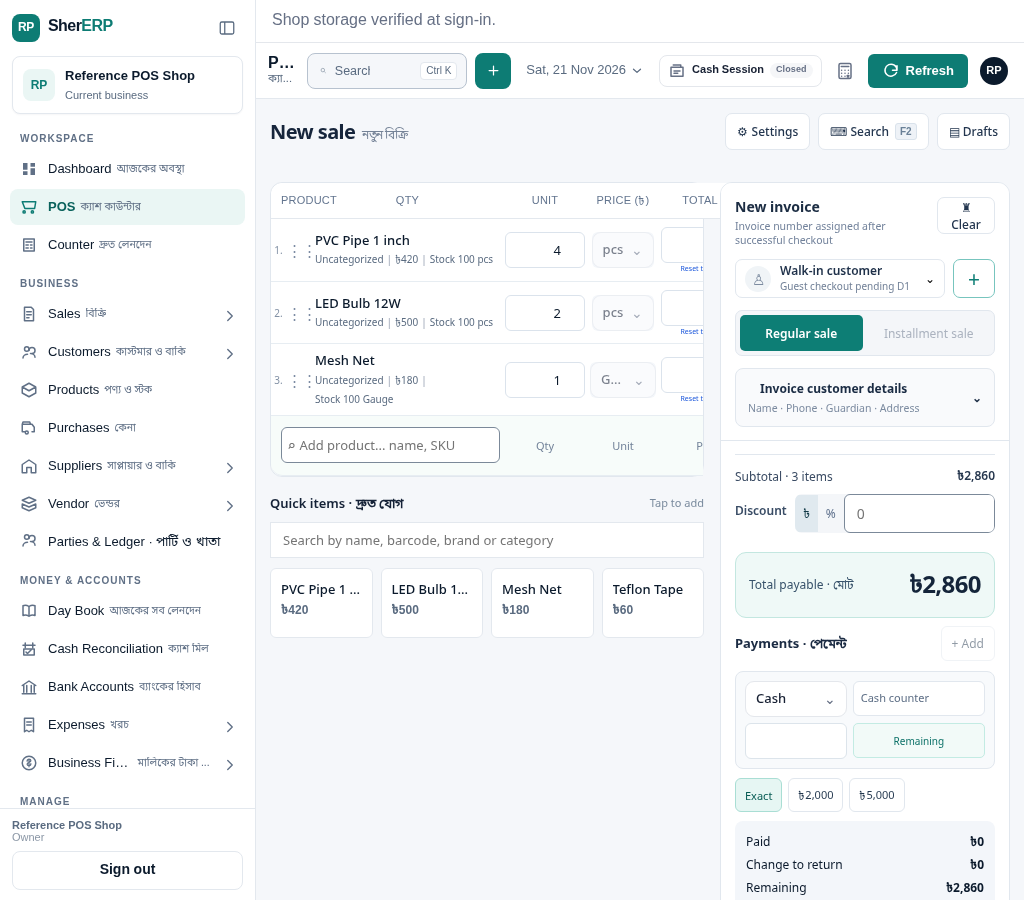 RP SherERP
RP Reference POS Shop
Current business
WORKSPACE
Dashboard আজকের অবস্থা
POS ক্যাশ কাউন্টার
Counter দ্রুত লেনদেন
BUSINESS
Sales বিক্রি
Customers কাস্টমার ও বাকি
Products পণ্য ও স্টক
Purchases কেনা
Suppliers সাপ্লায়ার ও বাকি
Vendor ভেন্ডর
Parties & Ledger · পার্টি ও খাতা
MONEY & ACCOUNTS
Day Book আজকের সব লেনদেন
Cash Reconciliation ক্যাশ মিল
Bank Accounts ব্যাংকের হিসাব
Expenses খরচ
Business Fi... মালিকের টাকা ...
MANAGE
Reference POS Shop
Owner
Sign out
Shop storage verified at sign-in.
P...
ক্যা...
Search Ctrl K + Sat, 21 Nov 2026 Cash Session Closed Refresh RP
New sale নতুন বিক্রি
Settings Search F2 Drafts
PRODUCT QTY UNIT PRICE (৳) TOTAL
1. PVC Pipe 1 inch 4 pcs
Uncategorized | ৳420 | Stock 100 pcs
Reset t
2. LED Bulb 12W 2 pcs
Uncategorized | ৳500 | Stock 100 pcs
Reset t
3. Mesh Net 1 G...
Uncategorized | ৳180 |
Stock 100 Gauge
Reset t
Add product... name, SKU Qty Unit P
Quick items · দ্রুত যোগ Tap to add
Search by name, barcode, brand or category
PVC Pipe 1 ... LED Bulb 1... Mesh Net Teflon Tape
৳420 ৳500 ৳180 ৳60
New invoice
Invoice number assigned after
successful checkout
Clear
Walk-in customer
Guest checkout pending D1
+
Regular sale Installment sale
Invoice customer details
Name · Phone · Guardian · Address
Subtotal · 3 items ৳2,860
Discount ৳ % 0
Total payable · মোট ৳2,860
Payments · পেমেন্ট + Add
Cash Cash counter
Remaining
Exact ৳2,000 ৳5,000
Paid ৳0
Change to return ৳0
Remaining ৳2,860